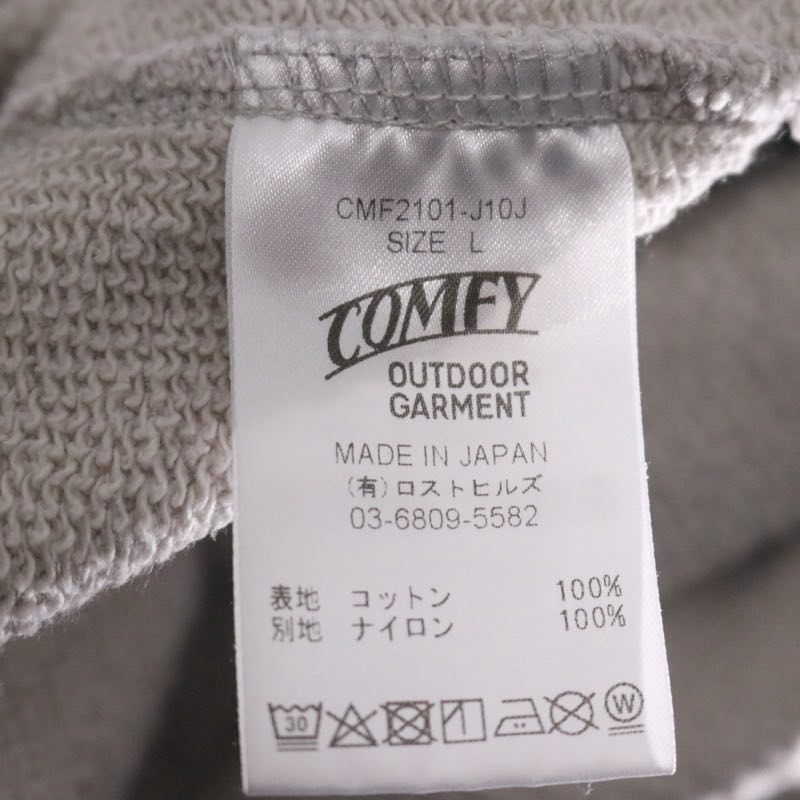 CMF2101-J10J
SIZE L
COMFY
OUTDOOR
GARMENT
MADE IN JAPAN
(有)ロストヒルズ
03-6809-5582
表地 コットン 100%
別地 ナイロン 100%
30
W